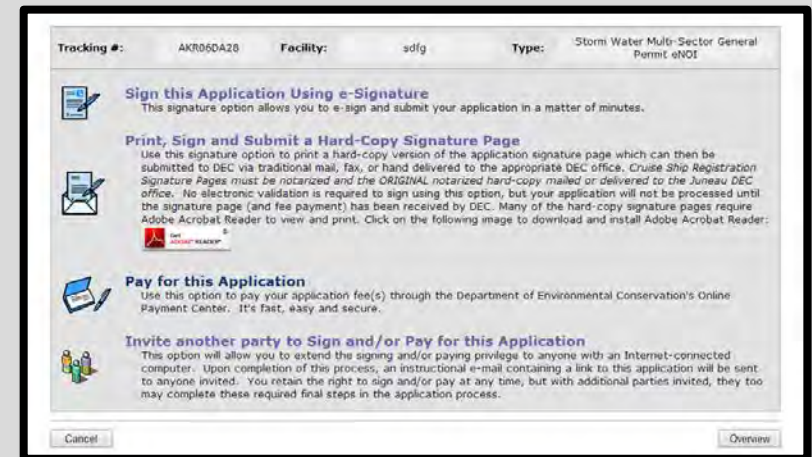 Tracking #: AKR06DA28 Facility: sdfg Type: Storm Water Multi-Sector General
Permit eNOI
Sign this Application Using e-Signature
This signature option allows you to e-sign and submit your application in a matter of minutes.
Print, Sign and Submit a Hard-Copy Signature Page
Use this signature option to print a hard-copy version of the application signature page which can then be
submitted to DEC via traditional mail, fax, or hand delivered to the appropriate DEC office. Cruise Ship Registration
Signature Pages must be notarized and the ORIGINAL notarized hard-copy mailed or delivered to the Juneau DEC
office. No electronic validation is required to sign using this option, but your application will not be processed until
the signature page (and fee payment) has been received by DEC. Many of the hard-copy signature pages require
Adobe Acrobat Reader to view and print. Click on the following image to download and install Adobe Acrobat Reader:
Get
ADOBE® READER®
Pay for this Application
Use this option to pay your application fee(s) through the Department of Environmental Conservation's Online
Payment Center. It's fast, easy and secure.
Invite another party to Sign and/or Pay for this Application
This option will allow you to extend the signing and/or paying privilege to anyone with an Internet-connected
computer. Upon completion of this process, an instructional e-mail containing a link to this application will be sent
to anyone invited. You retain the right to sign and/or pay at any time, but with additional parties invited, they too
may complete these required final steps in the application process.
Cancel Overview